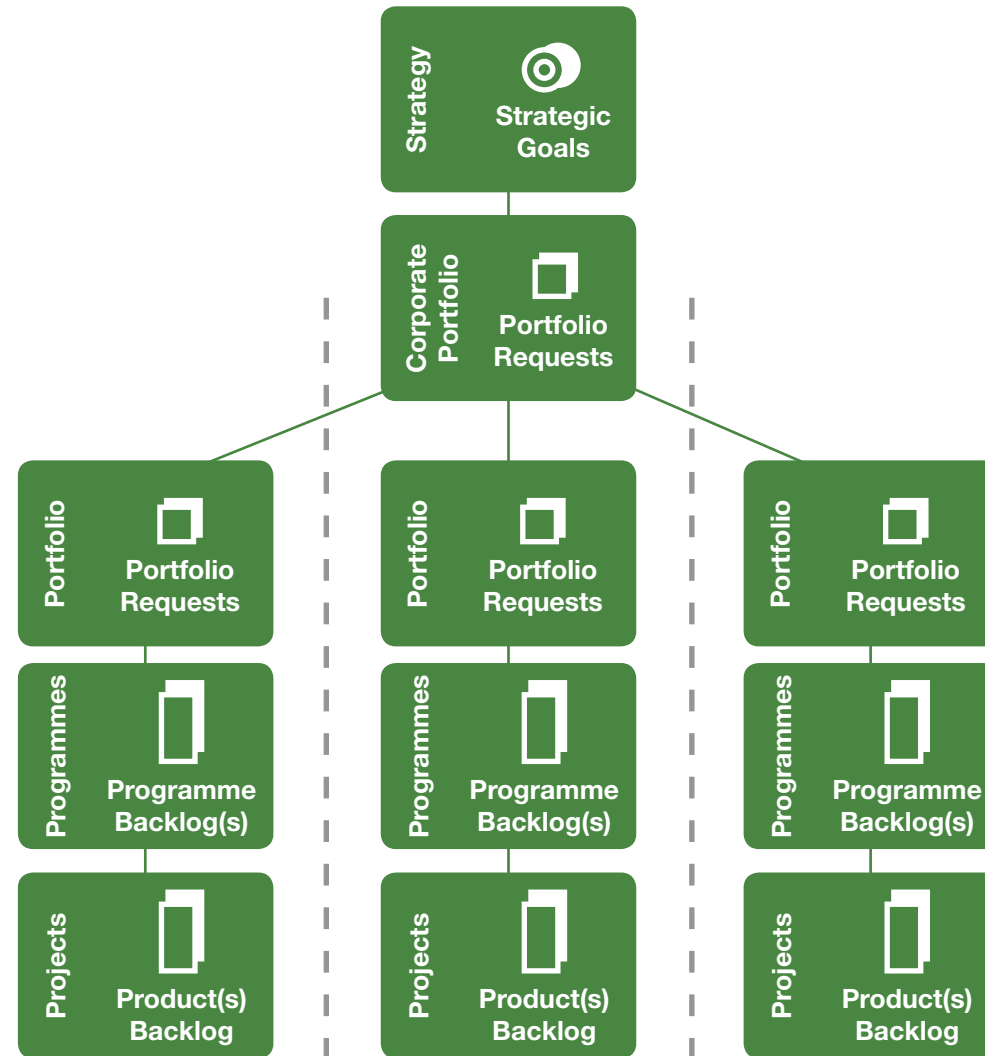 Strategy
Strategic
Goals
Corporate
Portfolio
Portfolio
Requests
Portfolio
Portfolio
Requests
Portfolio
Portfolio
Requests
Portfolio
Portfolio
Requests
Programmes
Programme
Backlog(s)
Programmes
Programme
Backlog(s)
Programmes
Programme
Backlog(s)
Projects
Product(s)
Backlog
Projects
Product(s)
Backlog
Projects
Product(s)
Backlog